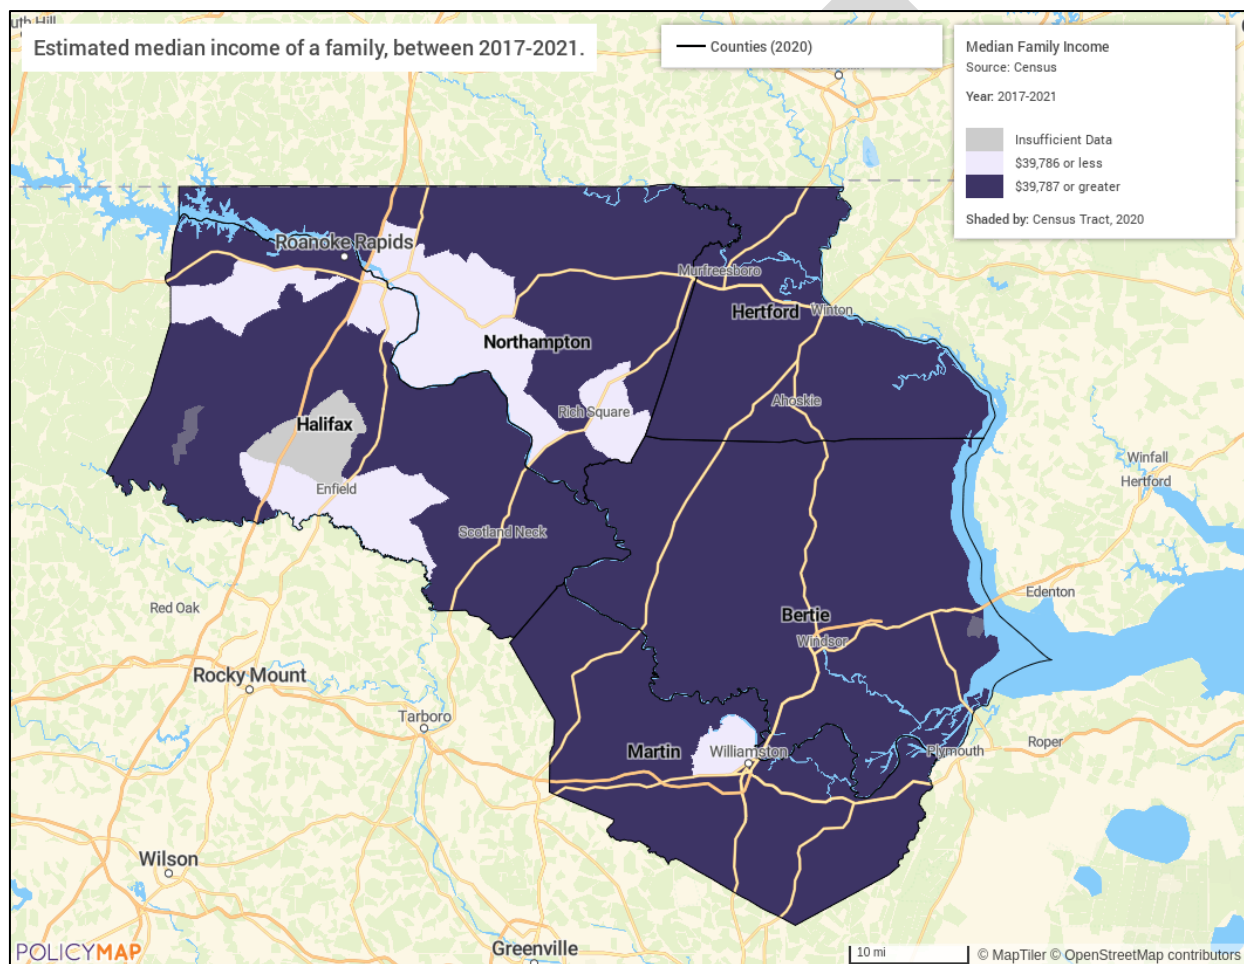 uth Hill
Estimated median income of a family, between 2017-2021.
Counties (2020)
Median Family Income
Source: Census
Year: 2017-2021
Insufficient Data
$39,786 or less
$39,787 or greater
Shaded by: Census Tract, 2020
Roanoke Rapids
Murfreesboro
Hertford
Winton
Northampton
Ahoskie
Rich Square
Halifax
Winfall
Hertford
Enfield
Scotland Neck
Edenton
Red Oak
Bertie
Windsor
Rocky Mount
Tarboro
Martin
Williamston
Plymouth
Roper
Wilson
Greenville
POLICYMAP
10 mi
© MapTiler © OpenStreetMap contributors